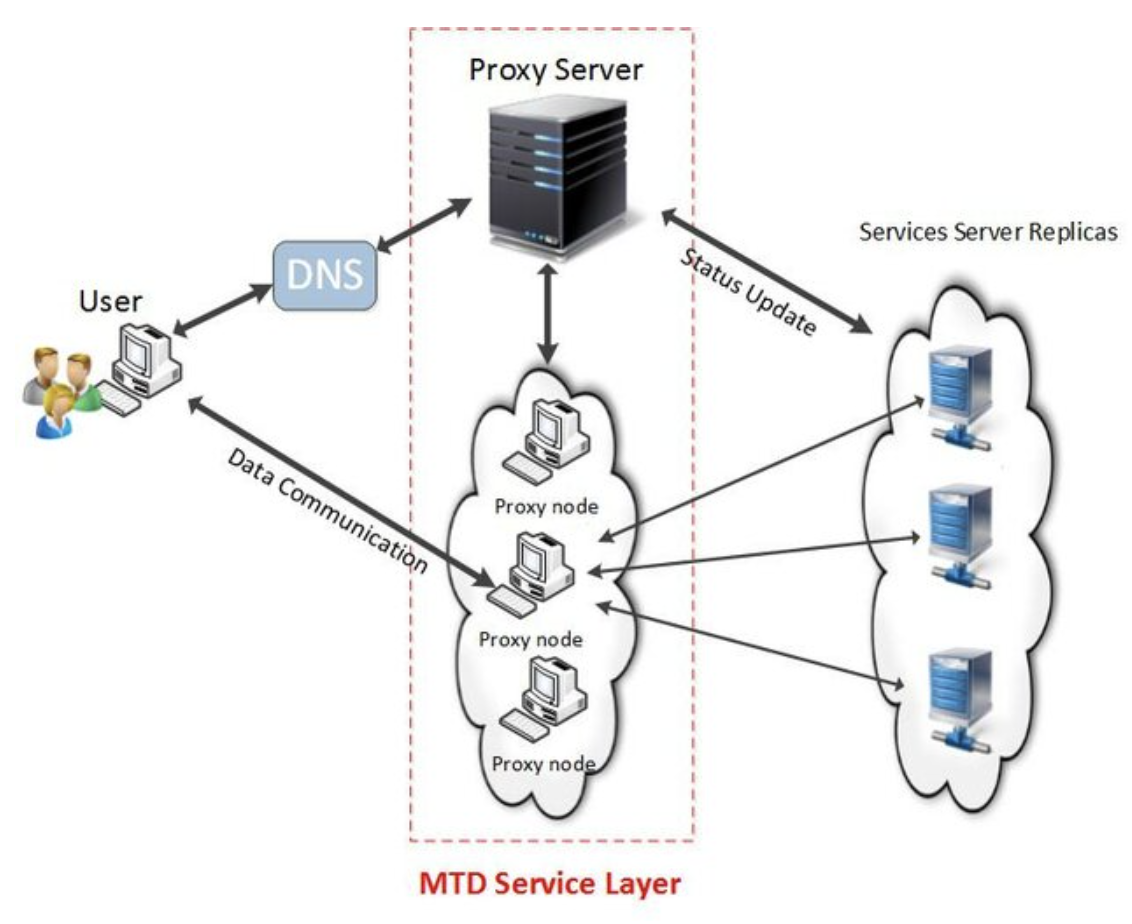 Proxy Server
Services Server Replicas
DNS
Status Update
User
Data Communication
Proxy node
Proxy node
Proxy node
MTD Service Layer